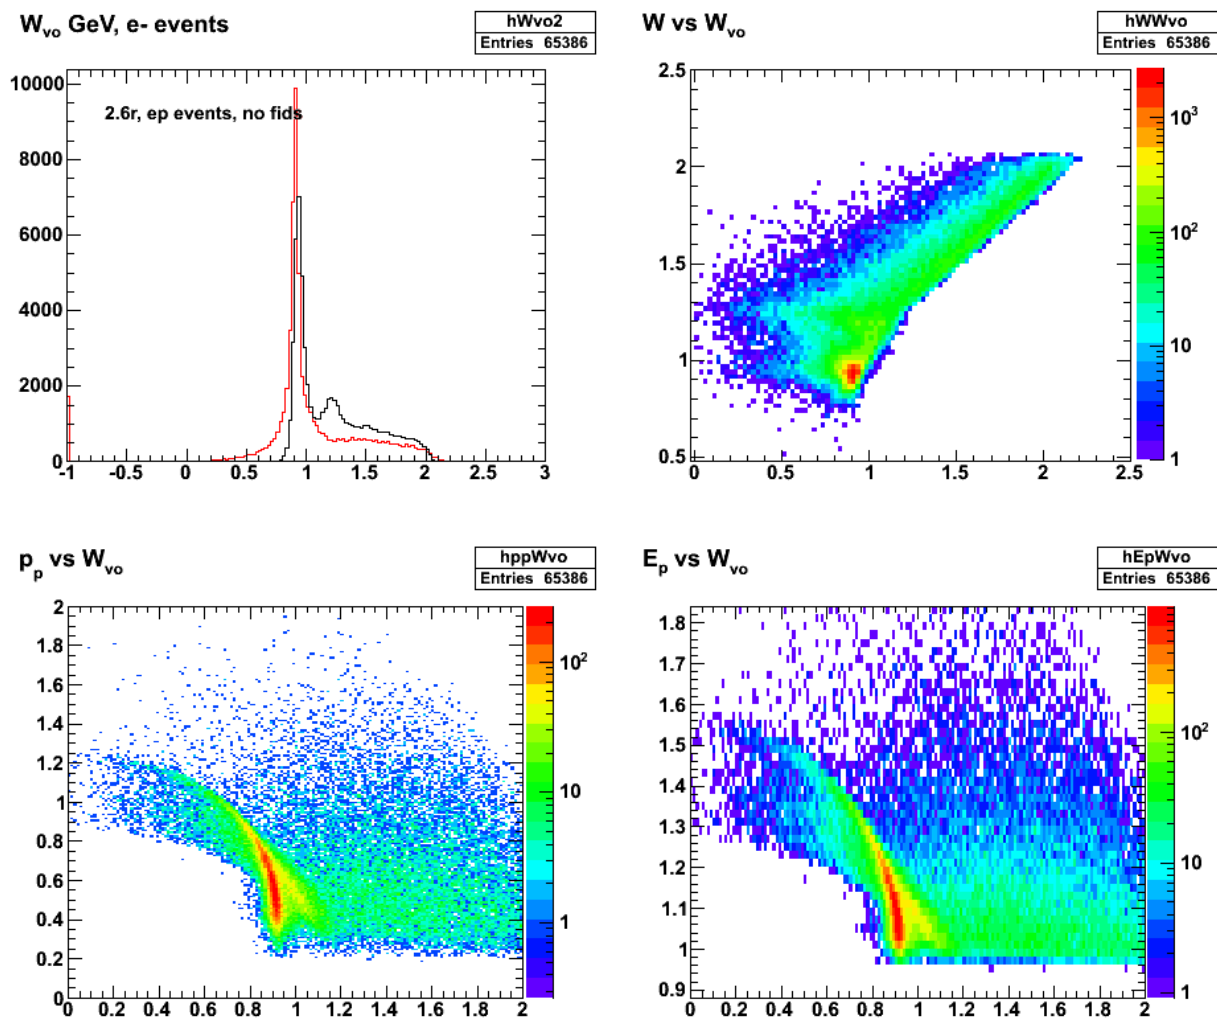 W_vo GeV, e- events
hWvo2
Entries 65386
2.6r, ep events, no fids
10000
8000
6000
4000
2000
0
-1 -0.5 0 0.5 1 1.5 2 2.5 3
W vs W_vo
hWWvo
Entries 65386
2.5
2
1.5
1
0.5
0 0.5 1 1.5 2 2.5
10^3
10^2
10
1
p_p vs W_vo
hppWvo
Entries 65386
2
1.8
1.6
1.4
1.2
1
0.8
0.6
0.4
0.2
0
0 0.2 0.4 0.6 0.8 1 1.2 1.4 1.6 1.8 2
10^2
10
1
E_p vs W_vo
hEpWvo
Entries 65386
1.8
1.7
1.6
1.5
1.4
1.3
1.2
1.1
1
0.9
0 0.2 0.4 0.6 0.8 1 1.2 1.4 1.6 1.8 2
10^2
10
1